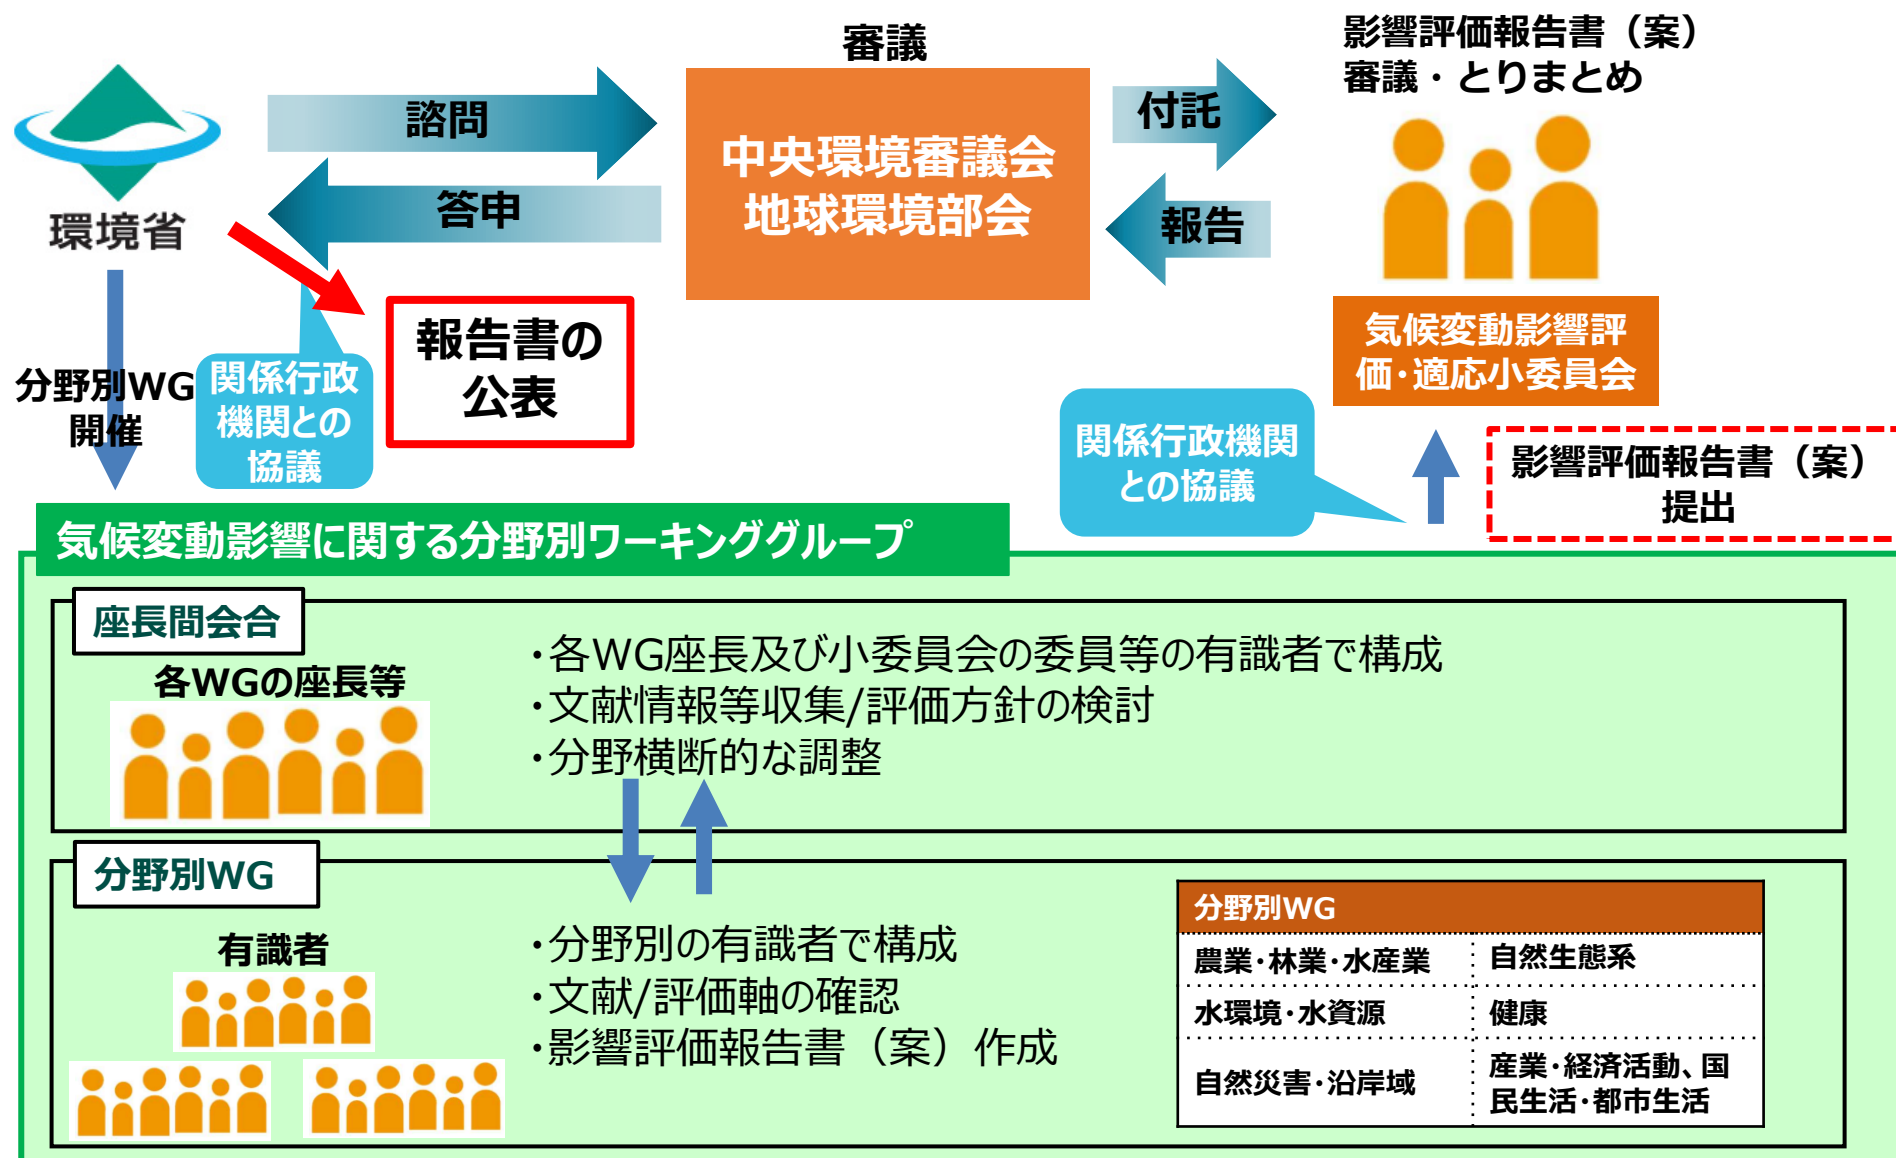 審議
影響評価報告書（案）
審議・とりまとめ
諮問
付託
中央環境審議会
地球環境部会
答申
報告
環境省
報告書の
公表
気候変動影響評
価・適応小委員会
分野別WG
開催
関係行政
機関との
協議
関係行政機関
との協議
影響評価報告書（案）
提出
気候変動影響に関する分野別ワーキンググループ
座長間会合
各WGの座長等
・各WG座長及び小委員会の委員等の有識者で構成
・文献情報等収集/評価方針の検討
・分野横断的な調整
分野別WG
有識者
・分野別の有識者で構成
・文献/評価軸の確認
・影響評価報告書（案）作成
分野別WG
農業・林業・水産業
自然生態系
水環境・水資源
健康
自然災害・沿岸域
産業・経済活動、国
民生活・都市生活